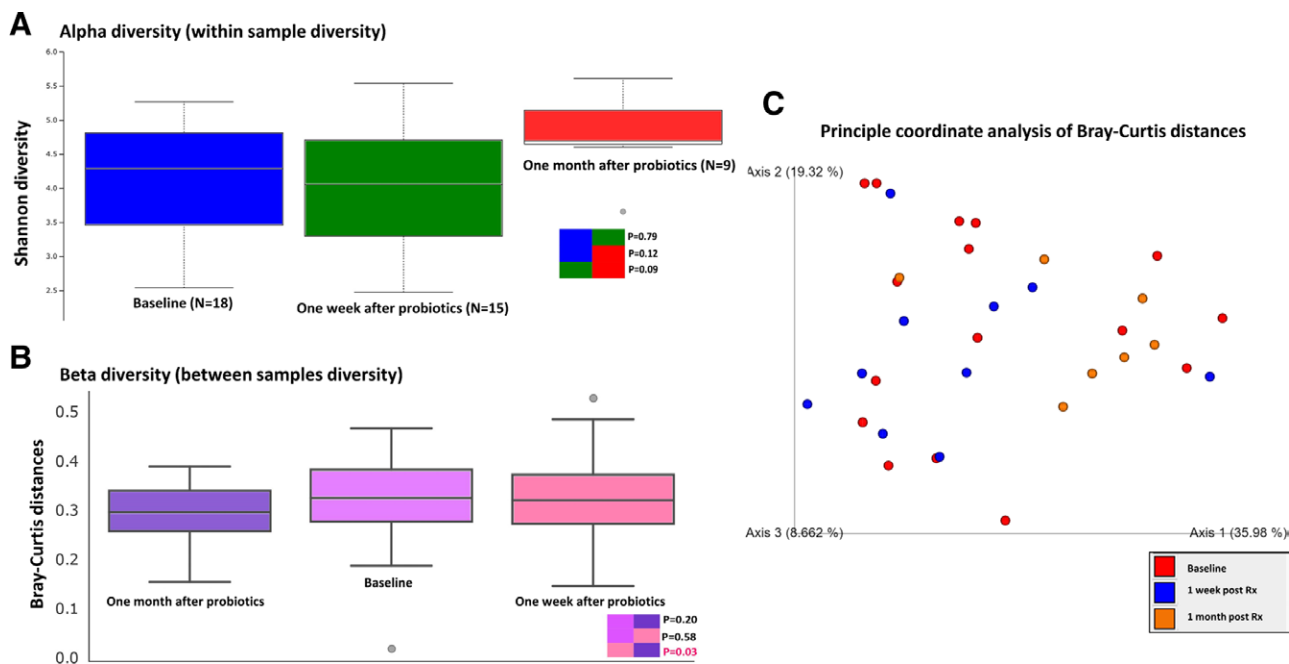 A
Alpha diversity (within sample diversity)
Shannon diversity
6.0
5.5
5.0
4.5
4.0
3.5
3.0
2.5
Baseline (N=18)
One week after probiotics (N=15)
One month after probiotics (N=9)
P=0.79
P=0.12
P=0.09
B
Beta diversity (between samples diversity)
Bray-Curtis distances
0.5
0.4
0.3
0.2
0.1
0.0
One month after probiotics
Baseline
One week after probiotics
P=0.20
P=0.58
P=0.03
C
Principle coordinate analysis of Bray-Curtis distances
Axis 2 (19.32 %)
Axis 3 (8.662 %)
Axis 1 (35.98 %)
Baseline
1 week post Rx
1 month post Rx